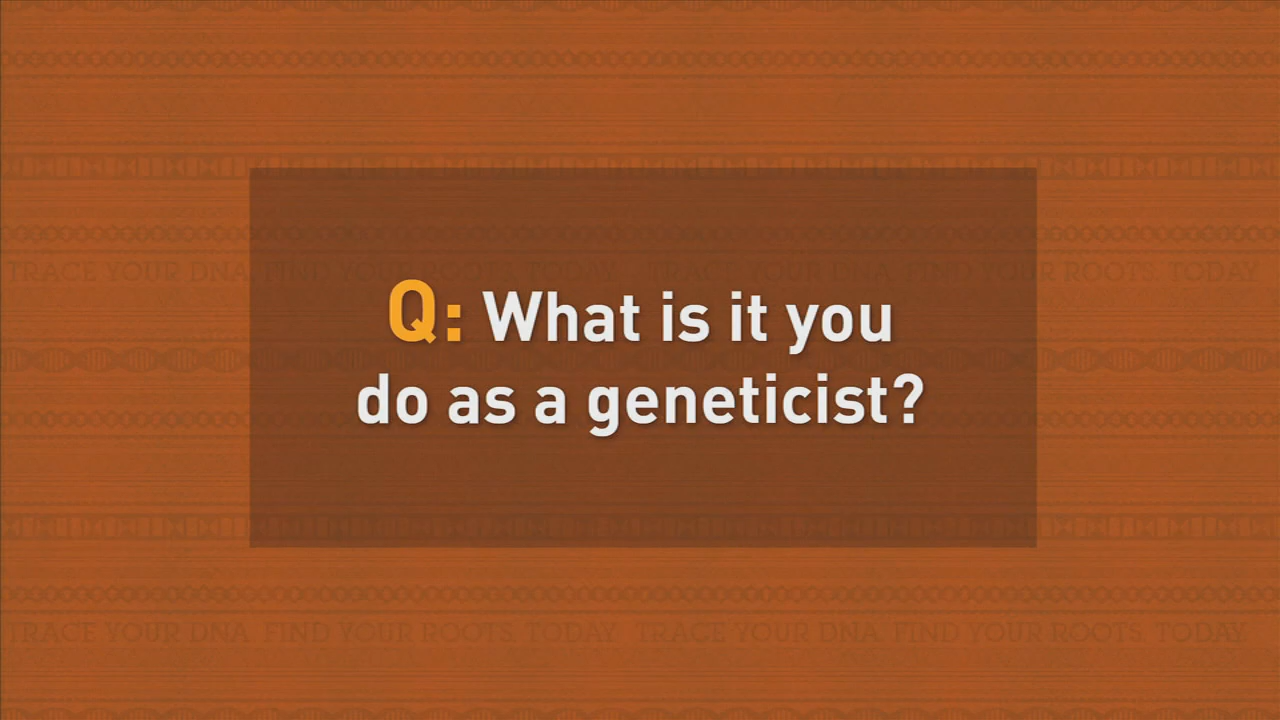 TRACE YOUR DNA. FIND YOUR ROOTS. TODAY TRACE YOUR DNA. FIND YOUR ROOTS. TODAY
Q: What is it you
do as a geneticist?
TRACE YOUR DNA. FIND YOUR ROOTS. TODAY TRACE YOUR DNA. FIND YOUR ROOTS. TODAY